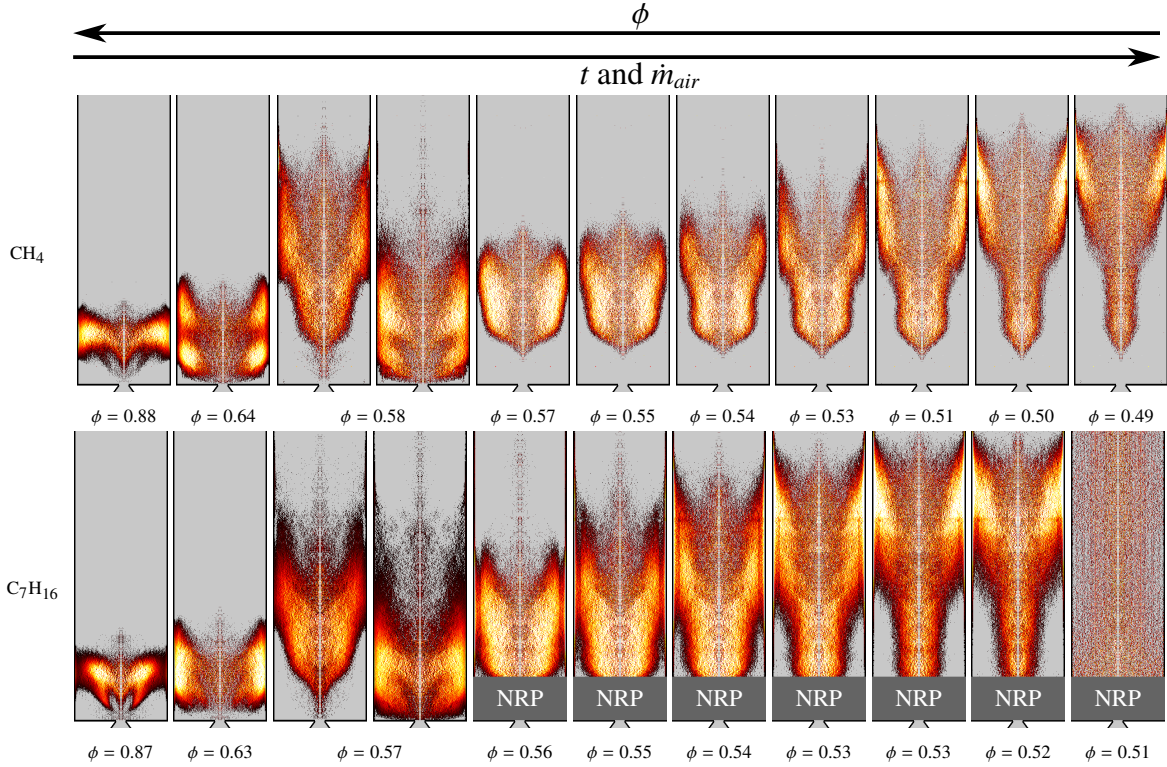 ϕ
t and ṁair
CH4
ϕ = 0.88 ϕ = 0.64 ϕ = 0.58 ϕ = 0.57 ϕ = 0.55 ϕ = 0.54 ϕ = 0.53 ϕ = 0.51 ϕ = 0.50 ϕ = 0.49
C7H16
NRP NRP NRP NRP NRP NRP NRP
ϕ = 0.87 ϕ = 0.63 ϕ = 0.57 ϕ = 0.56 ϕ = 0.55 ϕ = 0.54 ϕ = 0.53 ϕ = 0.53 ϕ = 0.52 ϕ = 0.51